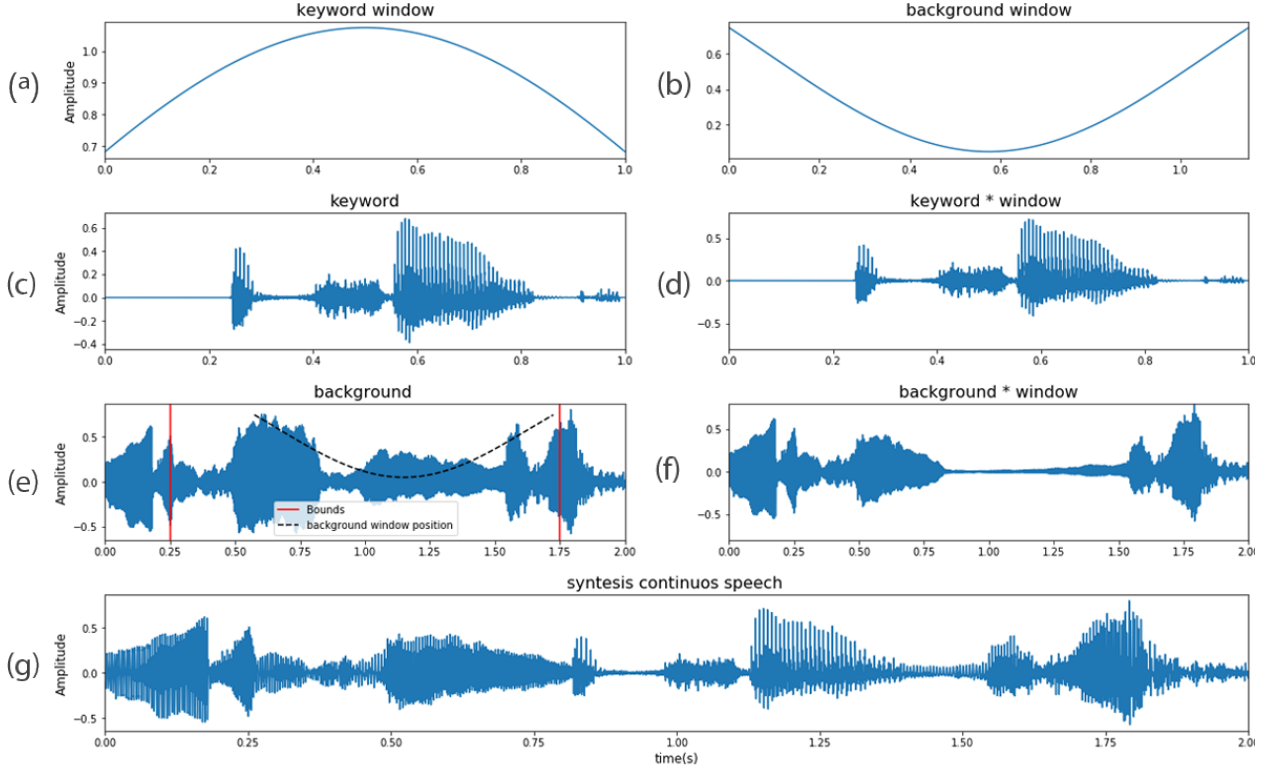 keyword window
background window
(a)
Amplitude
1.0
0.9
0.8
0.7
0.0 0.2 0.4 0.6 0.8 1.0
(b)
0.6
0.4
0.2
0.0 0.2 0.4 0.6 0.8 1.0
keyword
keyword * window
(c)
Amplitude
0.6
0.4
0.2
0.0
−0.2
−0.4
0.0 0.2 0.4 0.6 0.8 1.0
(d)
0.5
0.0
−0.5
0.0 0.2 0.4 0.6 0.8 1.0
background
background * window
(e)
Amplitude
0.5
0.0
−0.5
Bounds
background window position
0.00 0.25 0.50 0.75 1.00 1.25 1.50 1.75 2.00
(f)
0.5
0.0
−0.5
0.00 0.25 0.50 0.75 1.00 1.25 1.50 1.75 2.00
syntesis continuos speech
(g)
Amplitude
0.5
0.0
−0.5
0.00 0.25 0.50 0.75 1.00 1.25 1.50 1.75 2.00
time(s)